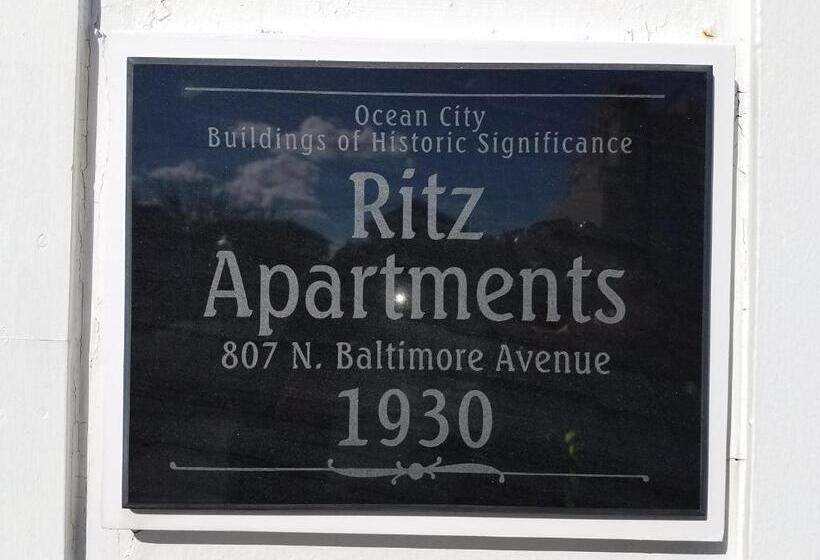 Ocean City
Buildings of Historic Significance
Ritz
Apartments
807 N. Baltimore Avenue
1930